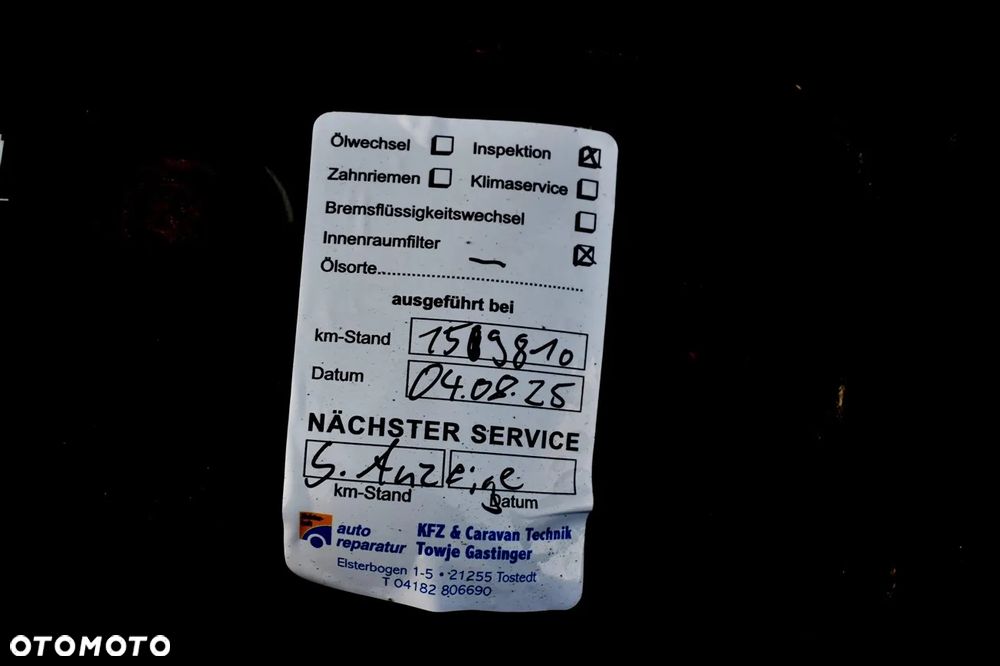 Ölwechsel Inspektion
Zahnriemen Klimaservice
Bremsflüssigkeitswechsel
Innenraumfilter
Ölsorte
ausgeführt bei
km-Stand 159810
Datum 04.08.25
NÄCHSTER SERVICE
S. Anzeige
km-Stand Datum
auto reparatur
KFZ & Caravan Technik
Towje Gastinger
Elsterbogen 1-5 • 21255 Tostedt
T 04182 806690
OTOMOTO